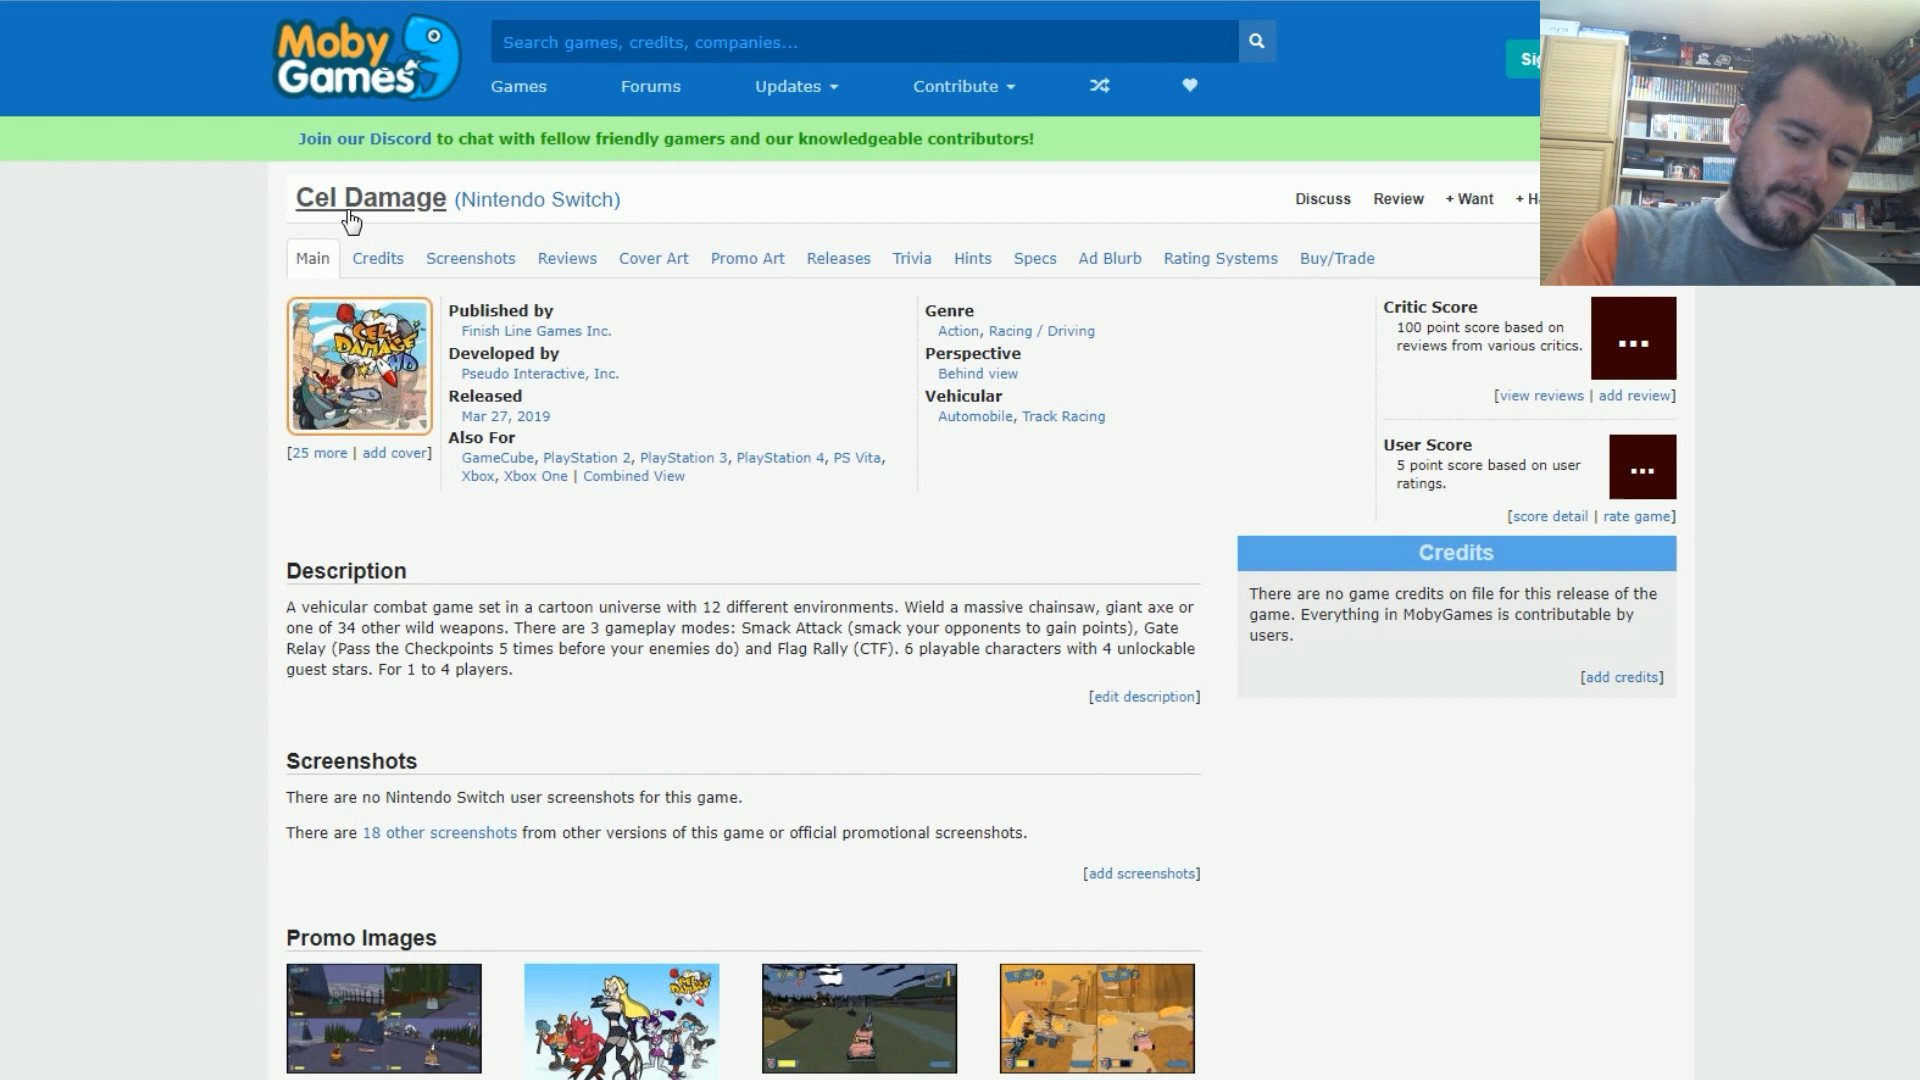 Moby
Games
Search games, credits, companies...
Games
Forums
Updates
Contribute
Join our Discord to chat with fellow friendly gamers and our knowledgeable contributors!
Cel Damage (Nintendo Switch)
Discuss
Review
+ Want
Main
Credits
Screenshots
Reviews
Cover Art
Promo Art
Releases
Trivia
Hints
Specs
Ad Blurb
Rating Systems
Buy/Trade
CEL
DAMAGE
HD
[25 more | add cover]
Published by
Finish Line Games Inc.
Developed by
Pseudo Interactive, Inc.
Released
Mar 27, 2019
Also For
GameCube, PlayStation 2, PlayStation 3, PlayStation 4, PS Vita,
Xbox, Xbox One | Combined View
Genre
Action, Racing / Driving
Perspective
Behind view
Vehicular
Automobile, Track Racing
Critic Score
100 point score based on
reviews from various critics.
...
[view reviews | add review]
User Score
5 point score based on user
ratings.
...
[score detail | rate game]
Description
A vehicular combat game set in a cartoon universe with 12 different environments. Wield a massive chainsaw, giant axe or
one of 34 other wild weapons. There are 3 gameplay modes: Smack Attack (smack your opponents to gain points), Gate
Relay (Pass the Checkpoints 5 times before your enemies do) and Flag Rally (CTF). 6 playable characters with 4 unlockable
guest stars. For 1 to 4 players.
[edit description]
Credits
There are no game credits on file for this release of the
game. Everything in MobyGames is contributable by
users.
[add credits]
Screenshots
There are no Nintendo Switch user screenshots for this game.
There are 18 other screenshots from other versions of this game or official promotional screenshots.
[add screenshots]
Promo Images
CEL
DAMAGE